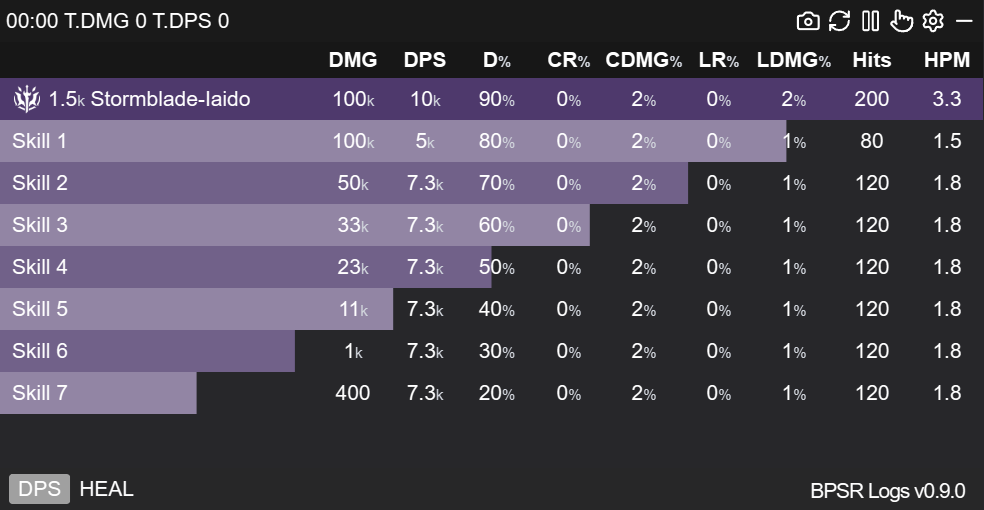 00:00 T.DMG 0 T.DPS 0
DMG DPS D% CR% CDMG% LR% LDMG% Hits HPM
1.5k Stormblade-Iaido 100k 10k 90% 0% 2% 0% 2% 200 3.3
Skill 1 100k 5k 80% 0% 2% 0% 1% 80 1.5
Skill 2 50k 7.3k 70% 0% 2% 0% 1% 120 1.8
Skill 3 33k 7.3k 60% 0% 2% 0% 1% 120 1.8
Skill 4 23k 7.3k 50% 0% 2% 0% 1% 120 1.8
Skill 5 11k 7.3k 40% 0% 2% 0% 1% 120 1.8
Skill 6 1k 7.3k 30% 0% 2% 0% 1% 120 1.8
Skill 7 400 7.3k 20% 0% 2% 0% 1% 120 1.8
DPS HEAL BPSR Logs v0.9.0